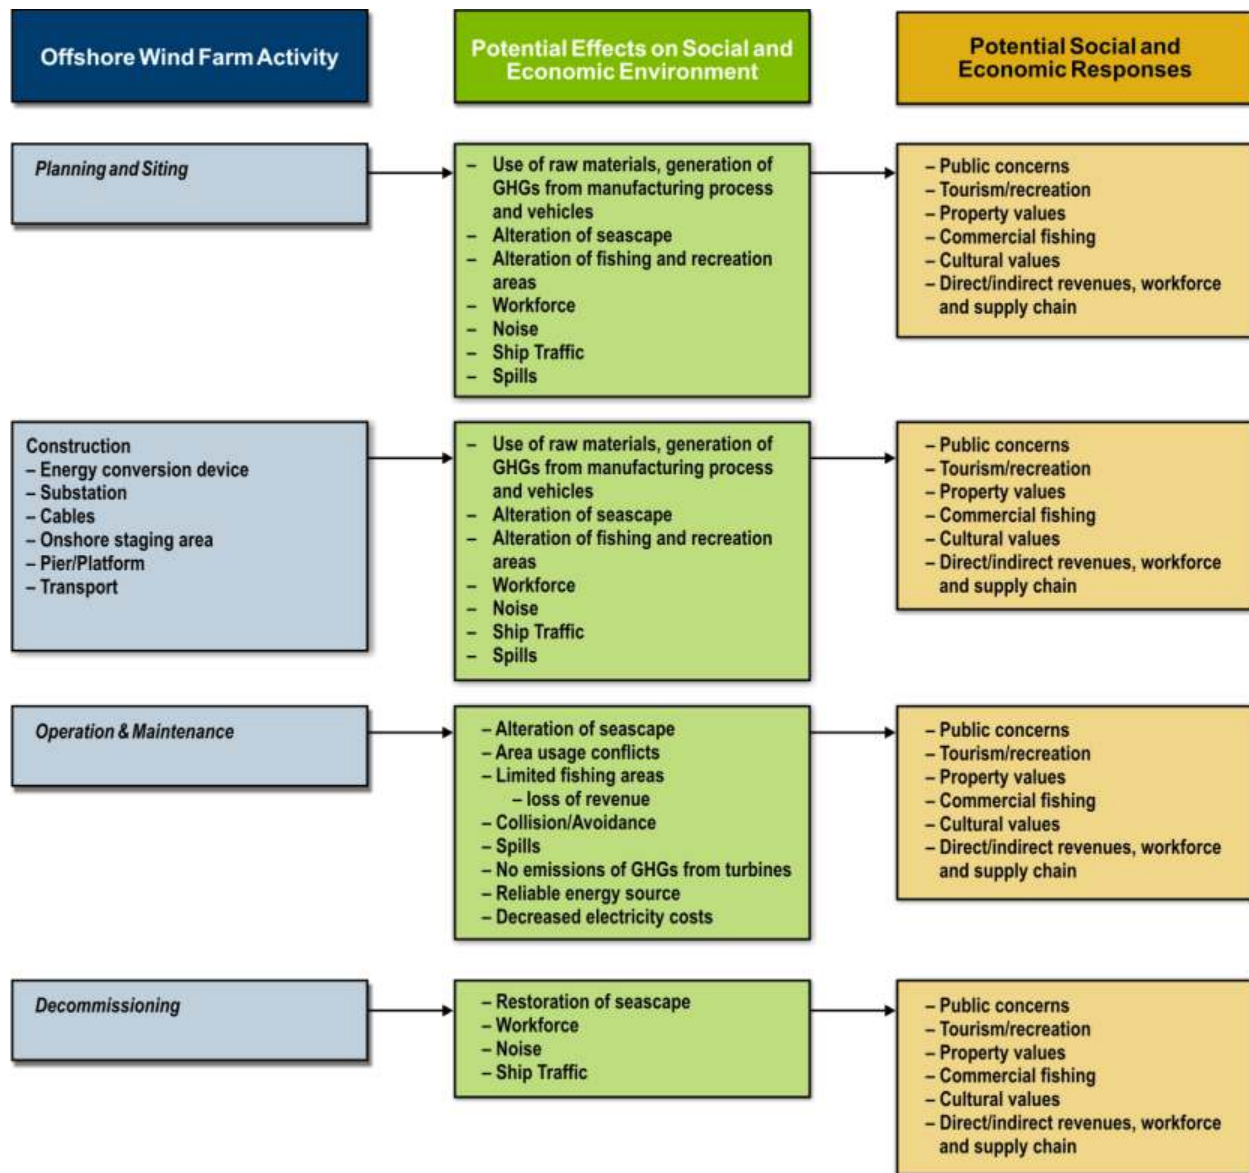 Offshore Wind Farm Activity
Potential Effects on Social and
Economic Environment
Potential Social and
Economic Responses
Planning and Siting
– Use of raw materials, generation of
GHGs from manufacturing process
and vehicles
– Alteration of seascape
– Alteration of fishing and recreation
areas
– Workforce
– Noise
– Ship Traffic
– Spills
– Public concerns
– Tourism/recreation
– Property values
– Commercial fishing
– Cultural values
– Direct/indirect revenues, workforce
and supply chain
Construction
– Energy conversion device
– Substation
– Cables
– Onshore staging area
– Pier/Platform
– Transport
– Use of raw materials, generation of
GHGs from manufacturing process
and vehicles
– Alteration of seascape
– Alteration of fishing and recreation
areas
– Workforce
– Noise
– Ship Traffic
– Spills
– Public concerns
– Tourism/recreation
– Property values
– Commercial fishing
– Cultural values
– Direct/indirect revenues, workforce
and supply chain
Operation & Maintenance
– Alteration of seascape
– Area usage conflicts
– Limited fishing areas
– loss of revenue
– Collision/Avoidance
– Spills
– No emissions of GHGs from turbines
– Reliable energy source
– Decreased electricity costs
– Public concerns
– Tourism/recreation
– Property values
– Commercial fishing
– Cultural values
– Direct/indirect revenues, workforce
and supply chain
Decommissioning
– Restoration of seascape
– Workforce
– Noise
– Ship Traffic
– Public concerns
– Tourism/recreation
– Property values
– Commercial fishing
– Cultural values
– Direct/indirect revenues, workforce
and supply chain